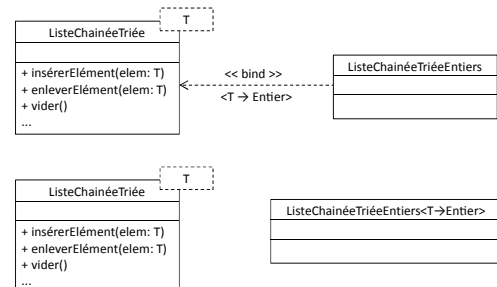 T
ListeChainéeTriée
+ insérerElément(elem: T)
+ enleverElément(elem: T)
+ vider()
...
<< bind >>
<T → Entier>
ListeChainéeTriéeEntiers
T
ListeChainéeTriée
+ insérerElément(elem: T)
+ enleverElément(elem: T)
+ vider()
...
ListeChainéeTriéeEntiers<T→Entier>